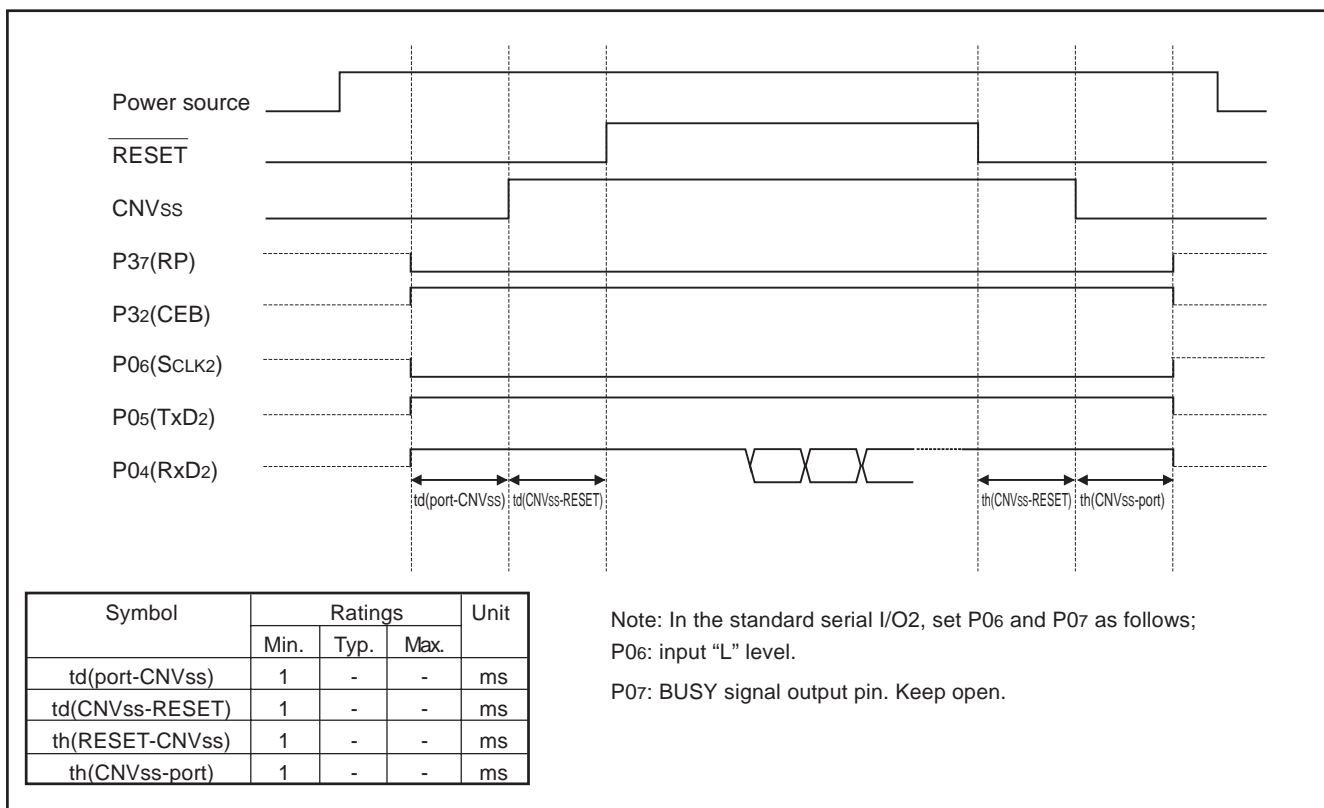 Power source
RESET
CNVss
P37(RP)
P32(CEB)
P06(SCLK2)
P05(TxD2)
P04(RxD2)
td(port-CNVss) td(CNVss-RESET) th(CNVss-RESET) th(CNVss-port)
Symbol Ratings Unit
Min. Typ. Max.
td(port-CNVss) 1 - - ms
td(CNVss-RESET) 1 - - ms
th(RESET-CNVss) 1 - - ms
th(CNVss-port) 1 - - ms
Note: In the standard serial I/O2, set P06 and P07 as follows;
P06: input “L” level.
P07: BUSY signal output pin. Keep open.